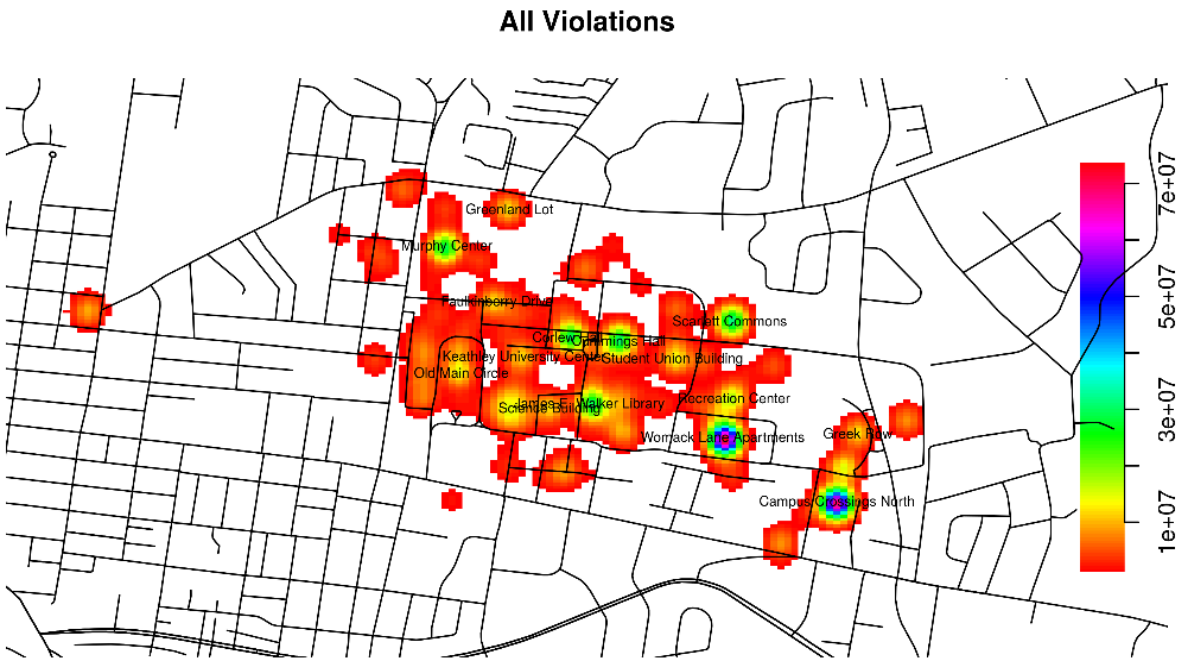 All Violations
Greenland Lot
Murphy Center
Faulkinberry Drive
Scarlett Commons
Corlew Hall
Cummings Hall
Keathley University Center
Student Union Building
Old Main Circle
Recreation Center
James E. Walker Library
Science Building
Greek Row
Womack Lane Apartments
Campus Crossings North
7e+07
5e+07
3e+07
1e+07